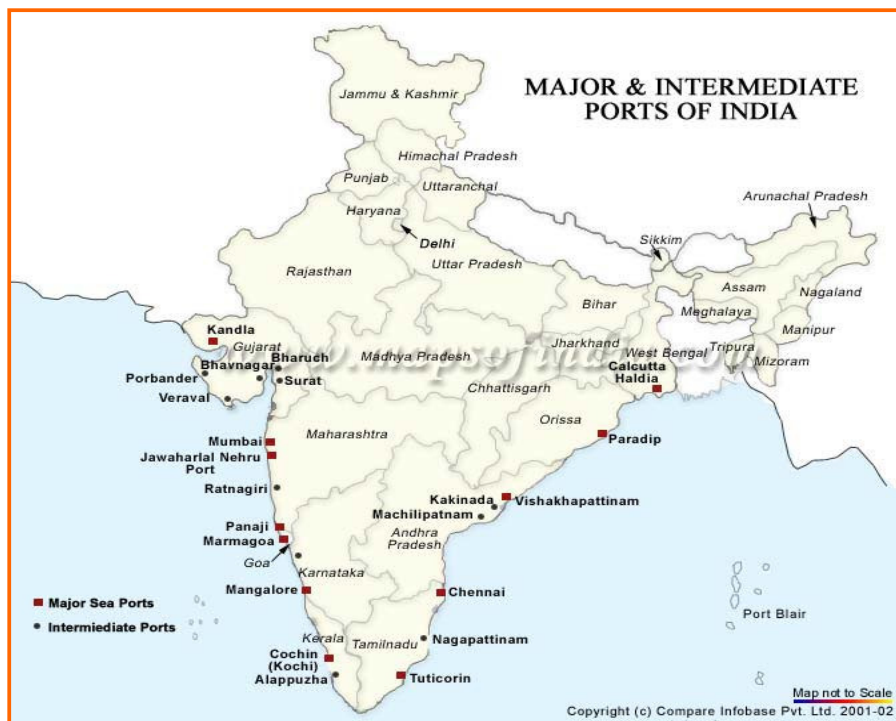 MAJOR & INTERMEDIATE
PORTS OF INDIA
Jammu & Kashmir
Himachal Pradesh
Punjab
Uttaranchal
Haryana
Arunachal Pradesh
Delhi
Sikkim
Rajasthan
Uttar Pradesh
Assam
Nagaland
Bihar
Meghalaya
Manipur
Kandla
Gujarat
Jharkhand
West Bengal
Tripura
Mizoram
www.mapsofindia.com
Bhavnagar
Bharuch
Madhya Pradesh
Calcutta
Haldia
Porbander
Surat
Chhattisgarh
Veraval
Orissa
Mumbai
Maharashtra
Paradip
Jawaharlal Nehru
Port
Ratnagiri
Kakinada
Vishakhapattinam
Machilipatnam
Panaji
Andhra
Pradesh
Marmagoa
Goa
Karnataka
Mangalore
Chennai
Major Sea Ports
Port Blair
Intermiediate Ports
Kerala
Tamilnadu
Nagapattinam
Cochin
(Kochi)
Alappuzha
Tuticorin
Map not to Scale
Copyright (c) Compare Infobase Pvt. Ltd. 2001-02